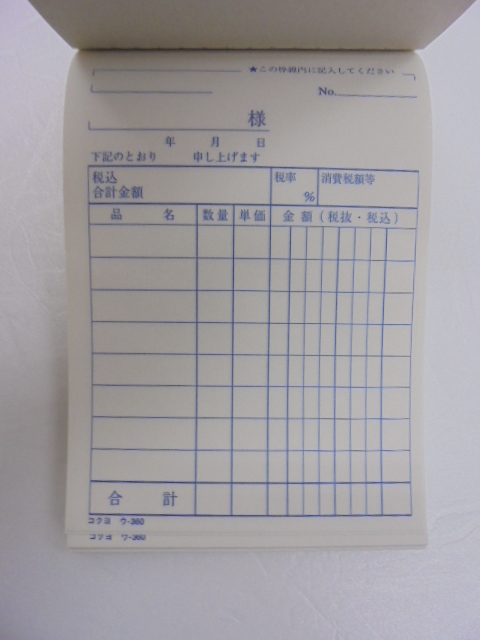 ★この枠線内に記入してください
No.
様
年 月 日
下記のとおり 申し上げます
税込
合計金額
税率
%
消費税額等
品 名 数量 単価 金額(税抜・税込)
合 計
コクヨ ウ-360
コクヨ ウ-360